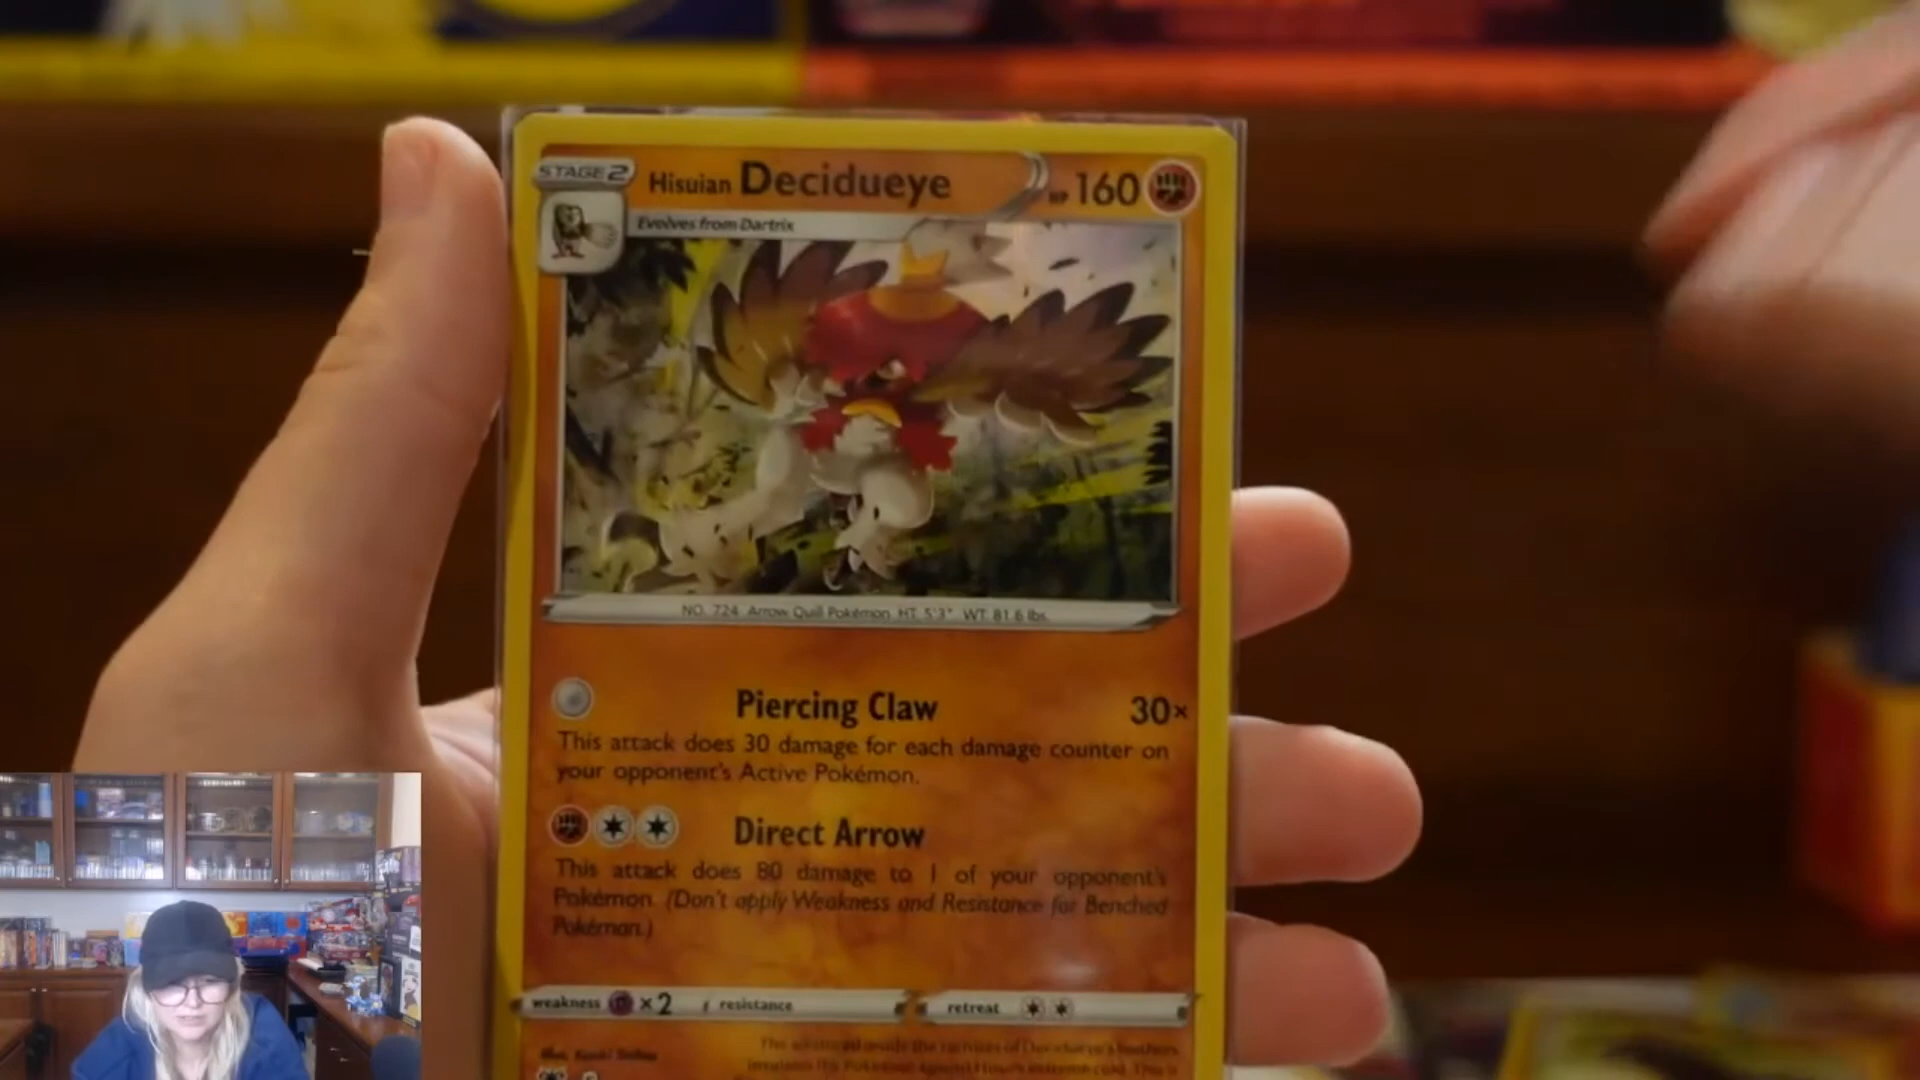 STAGE 2
Hisuian Decidueye
HP 160
Evolves from Dartrix
NO. 724 Arrow Quill Pokémon HT: 5'3" WT: 81.6 lbs.
Piercing Claw 30×
This attack does 30 damage for each damage counter on
your opponent's Active Pokémon.
Direct Arrow
This attack does 80 damage to 1 of your opponent's
Pokémon. (Don't apply Weakness and Resistance for Benched
Pokémon.)
weakness ×2 resistance retreat